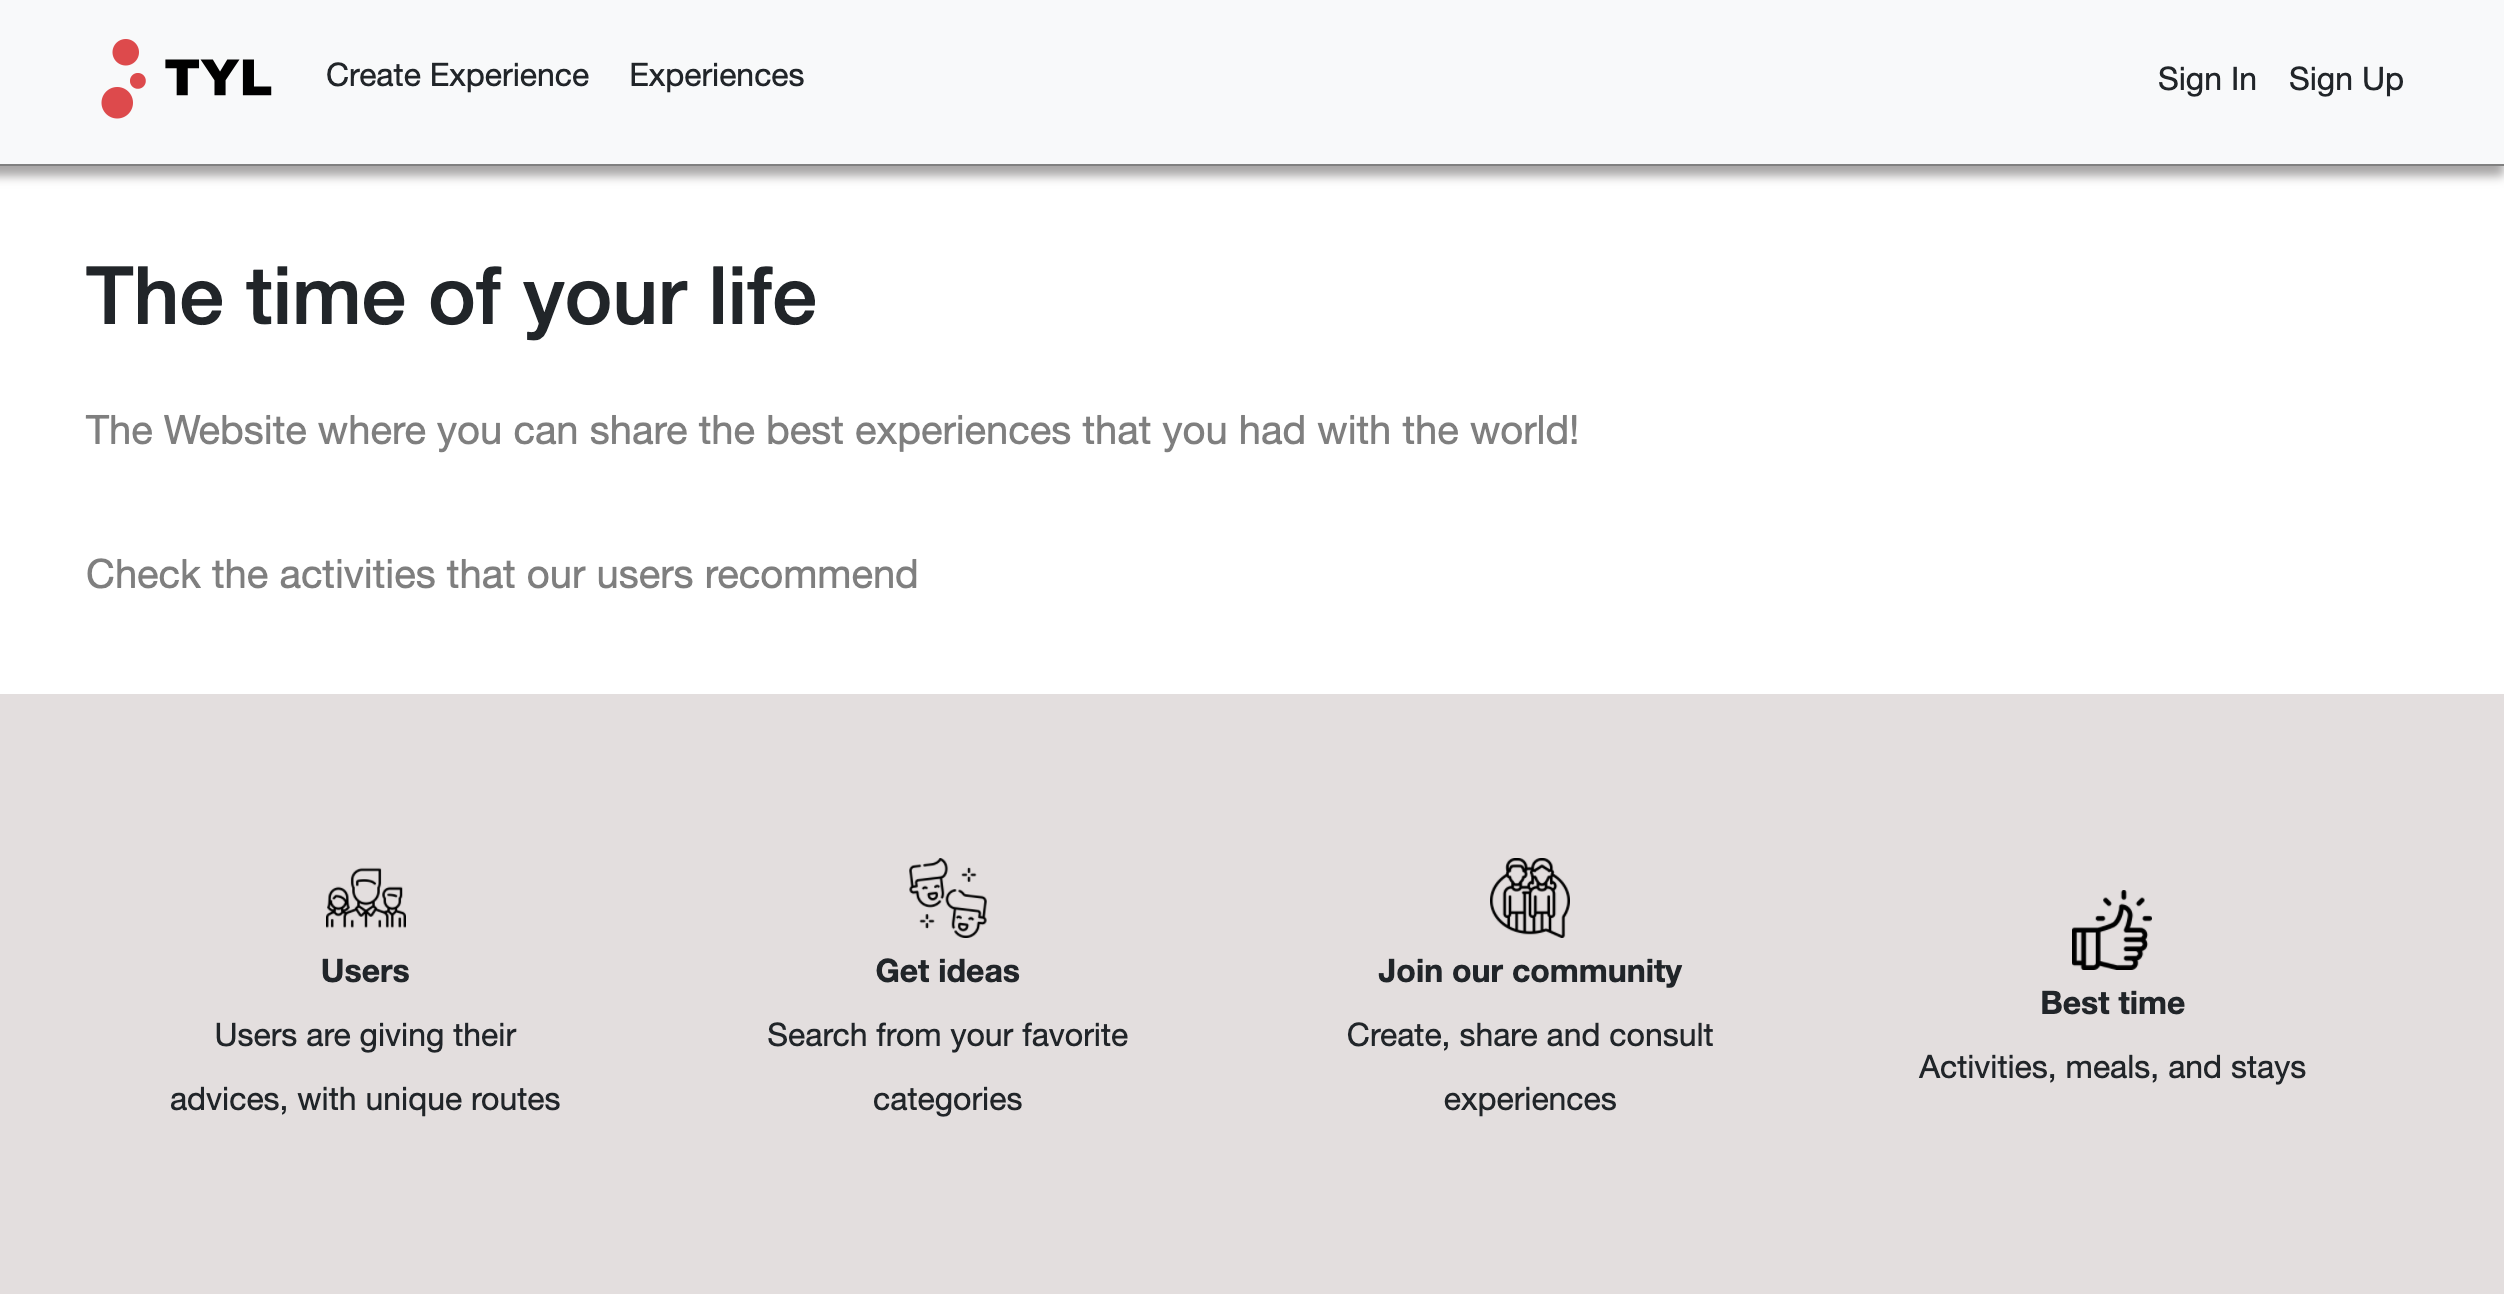 TYL Create Experience Experiences Sign In Sign Up
The time of your life
The Website where you can share the best experiences that you had with the world!
Check the activities that our users recommend
Users
Users are giving their
advices, with unique routes
Get ideas
Search from your favorite
categories
Join our community
Create, share and consult
experiences
Best time
Activities, meals, and stays